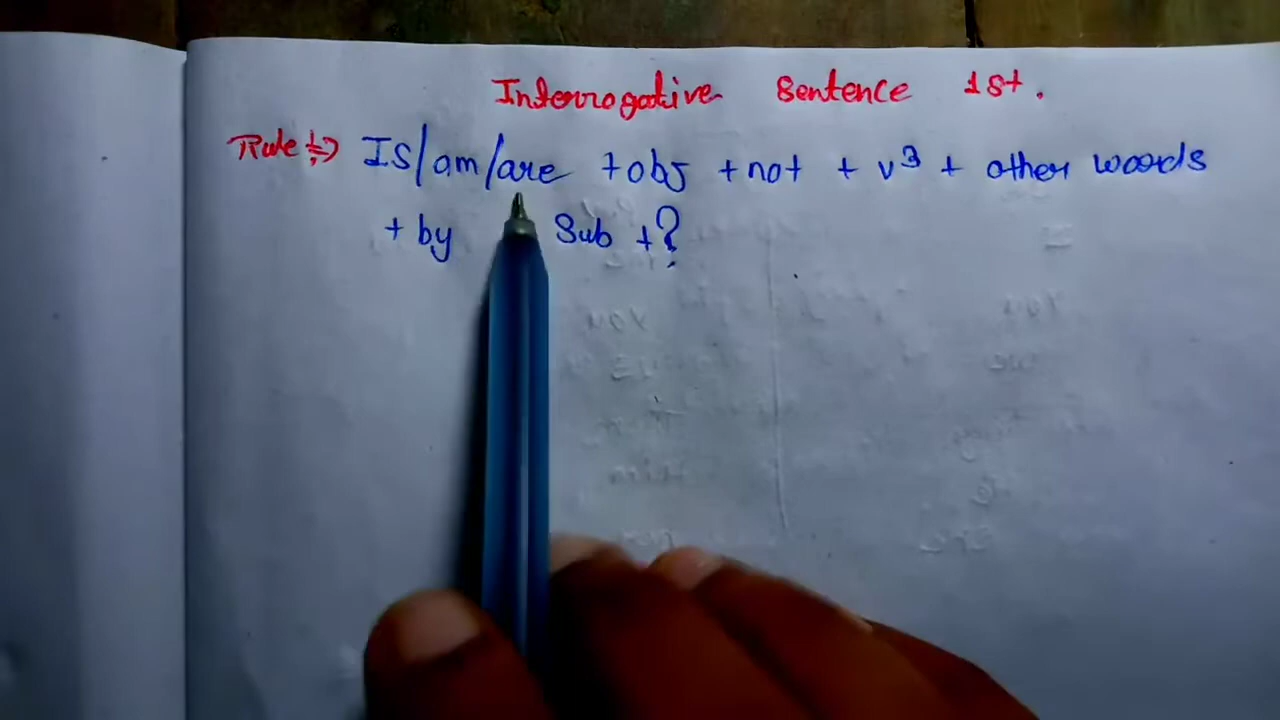 Interrogative Sentence 1st.
Rule :-> Is/am/are + obj + not + v3 + other words
+ by Sub + ?